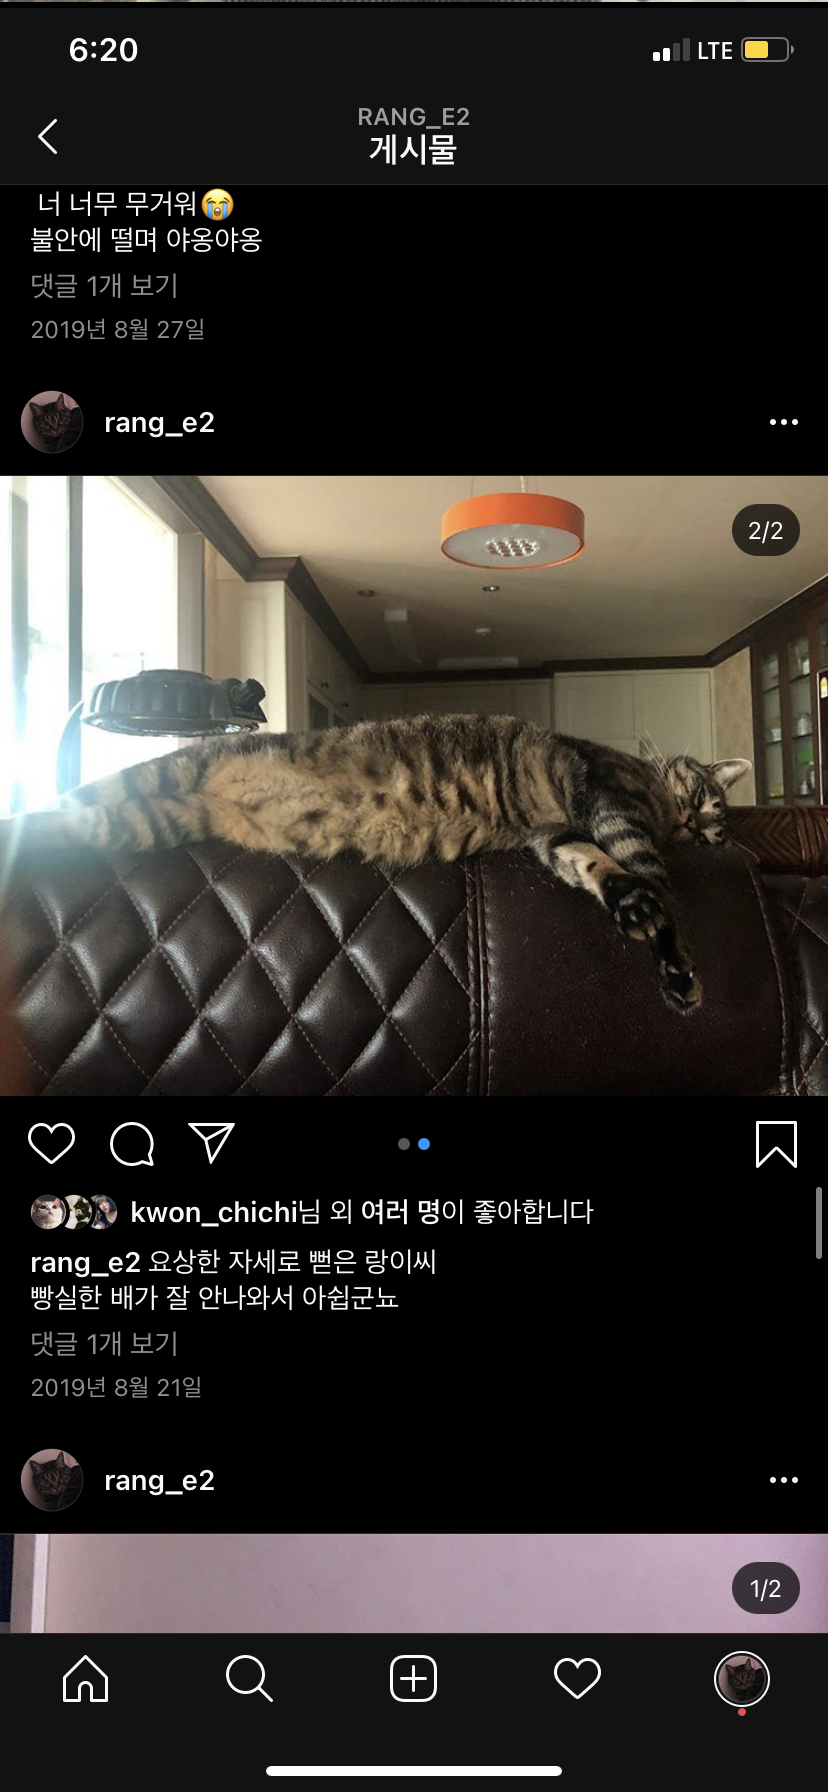 6:20
LTE
RANG_E2
게시물
너 너무 무거워😭
불안에 떨며 야옹야옹
댓글 1개 보기
2019년 8월 27일
rang_e2
2/2
kwon_chichi님 외 여러 명이 좋아합니다
rang_e2 요상한 자세로 뻗은 랑이씨
빵실한 배가 잘 안나와서 아쉽군뇨
댓글 1개 보기
2019년 8월 21일
rang_e2
1/2